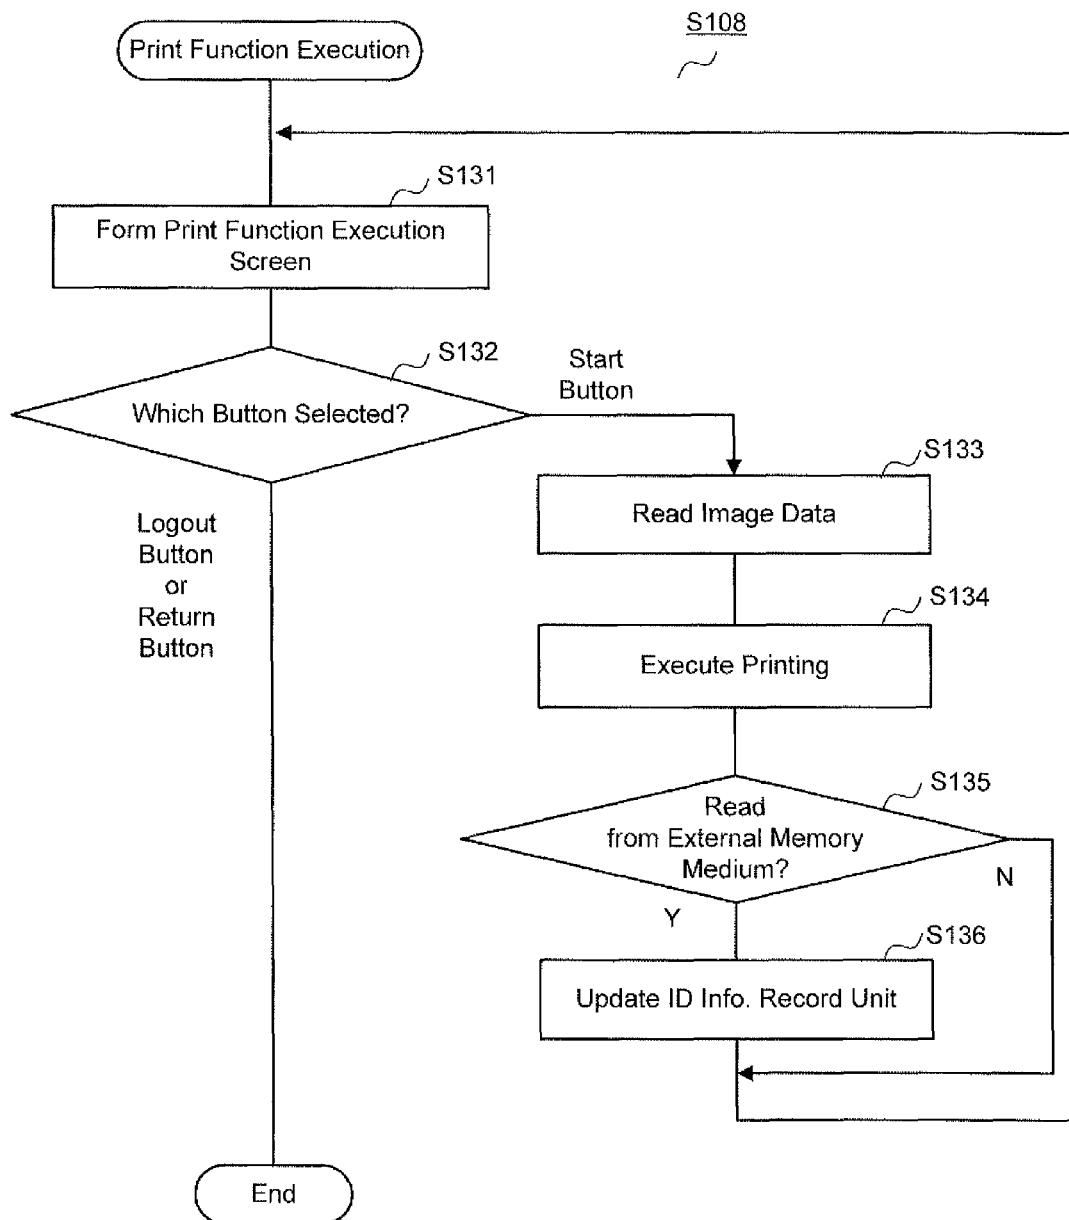 S108
Print Function Execution
S131
Form Print Function Execution
Screen
S132
Which Button Selected?
Start
Button
Logout
Button
or
Return
Button
S133
Read Image Data
S134
Execute Printing
S135
Read
from External Memory
Medium?
N
Y
S136
Update ID Info. Record Unit
End